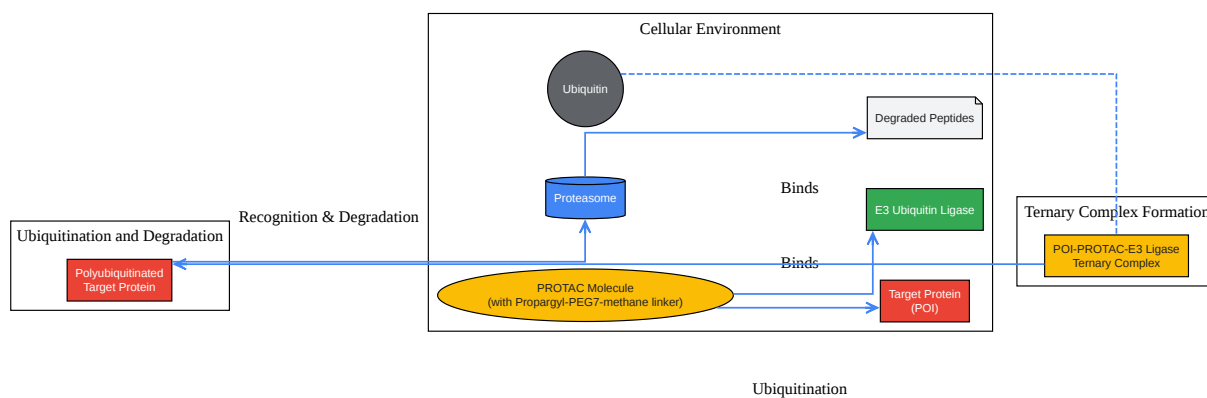 Cellular Environment
Ubiquitin
Degraded Peptides
Binds
Proteasome
E3 Ubiquitin Ligase
Recognition & Degradation
Ternary Complex Formation
Ubiquitination and Degradation
POI-PROTAC-E3 Ligase
Ternary Complex
Polyubiquitinated
Target Protein
Binds
PROTAC Molecule
(with Propargyl-PEG7-methane linker)
Target Protein
(POI)
Ubiquitination